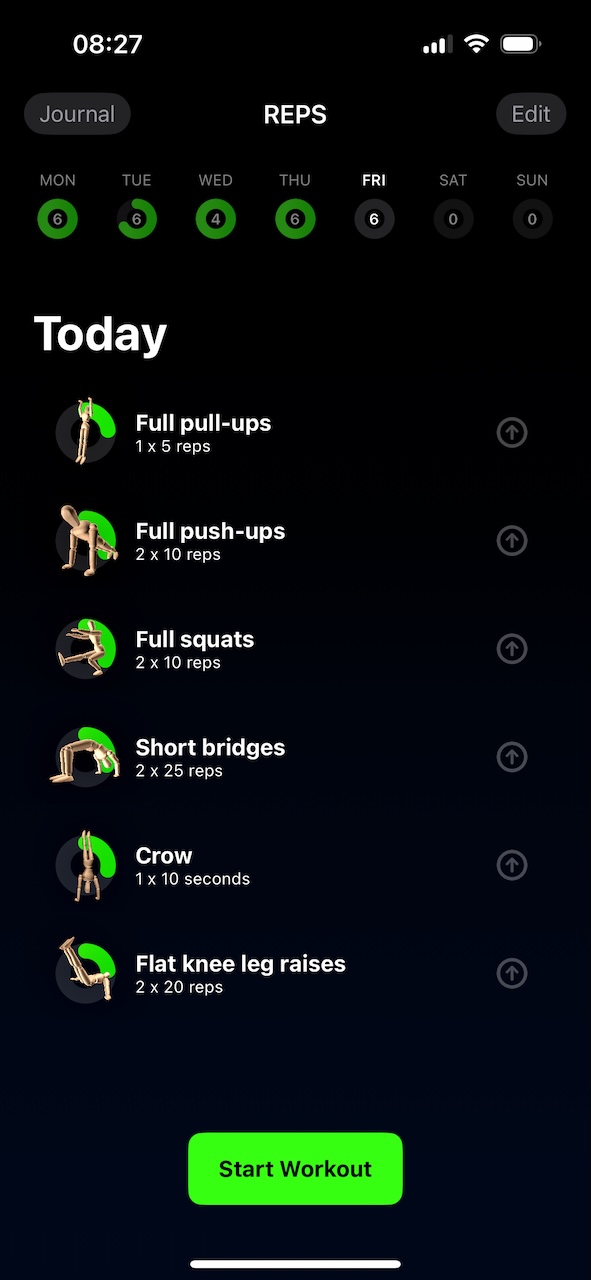 08:27
Journal
REPS
Edit
MON TUE WED THU FRI SAT SUN
6 6 4 6 6 0 0
Today
Full pull-ups
1 x 5 reps
Full push-ups
2 x 10 reps
Full squats
2 x 10 reps
Short bridges
2 x 25 reps
Crow
1 x 10 seconds
Flat knee leg raises
2 x 20 reps
Start Workout